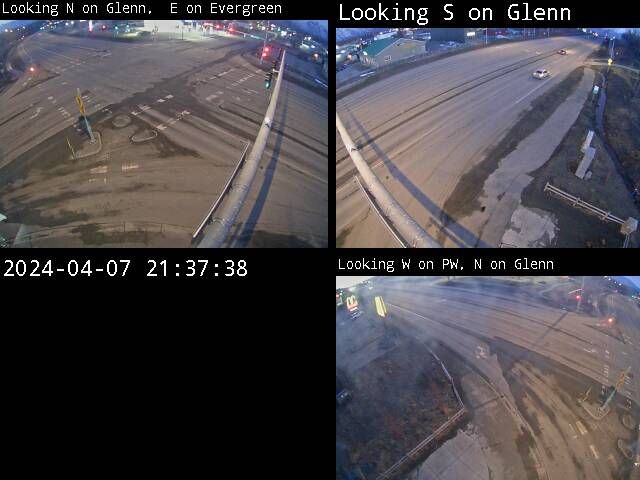 Looking N on Glenn,  E on Evergreen
Looking S on Glenn
2024-04-07 21:37:38
Looking W on PW, N on Glenn